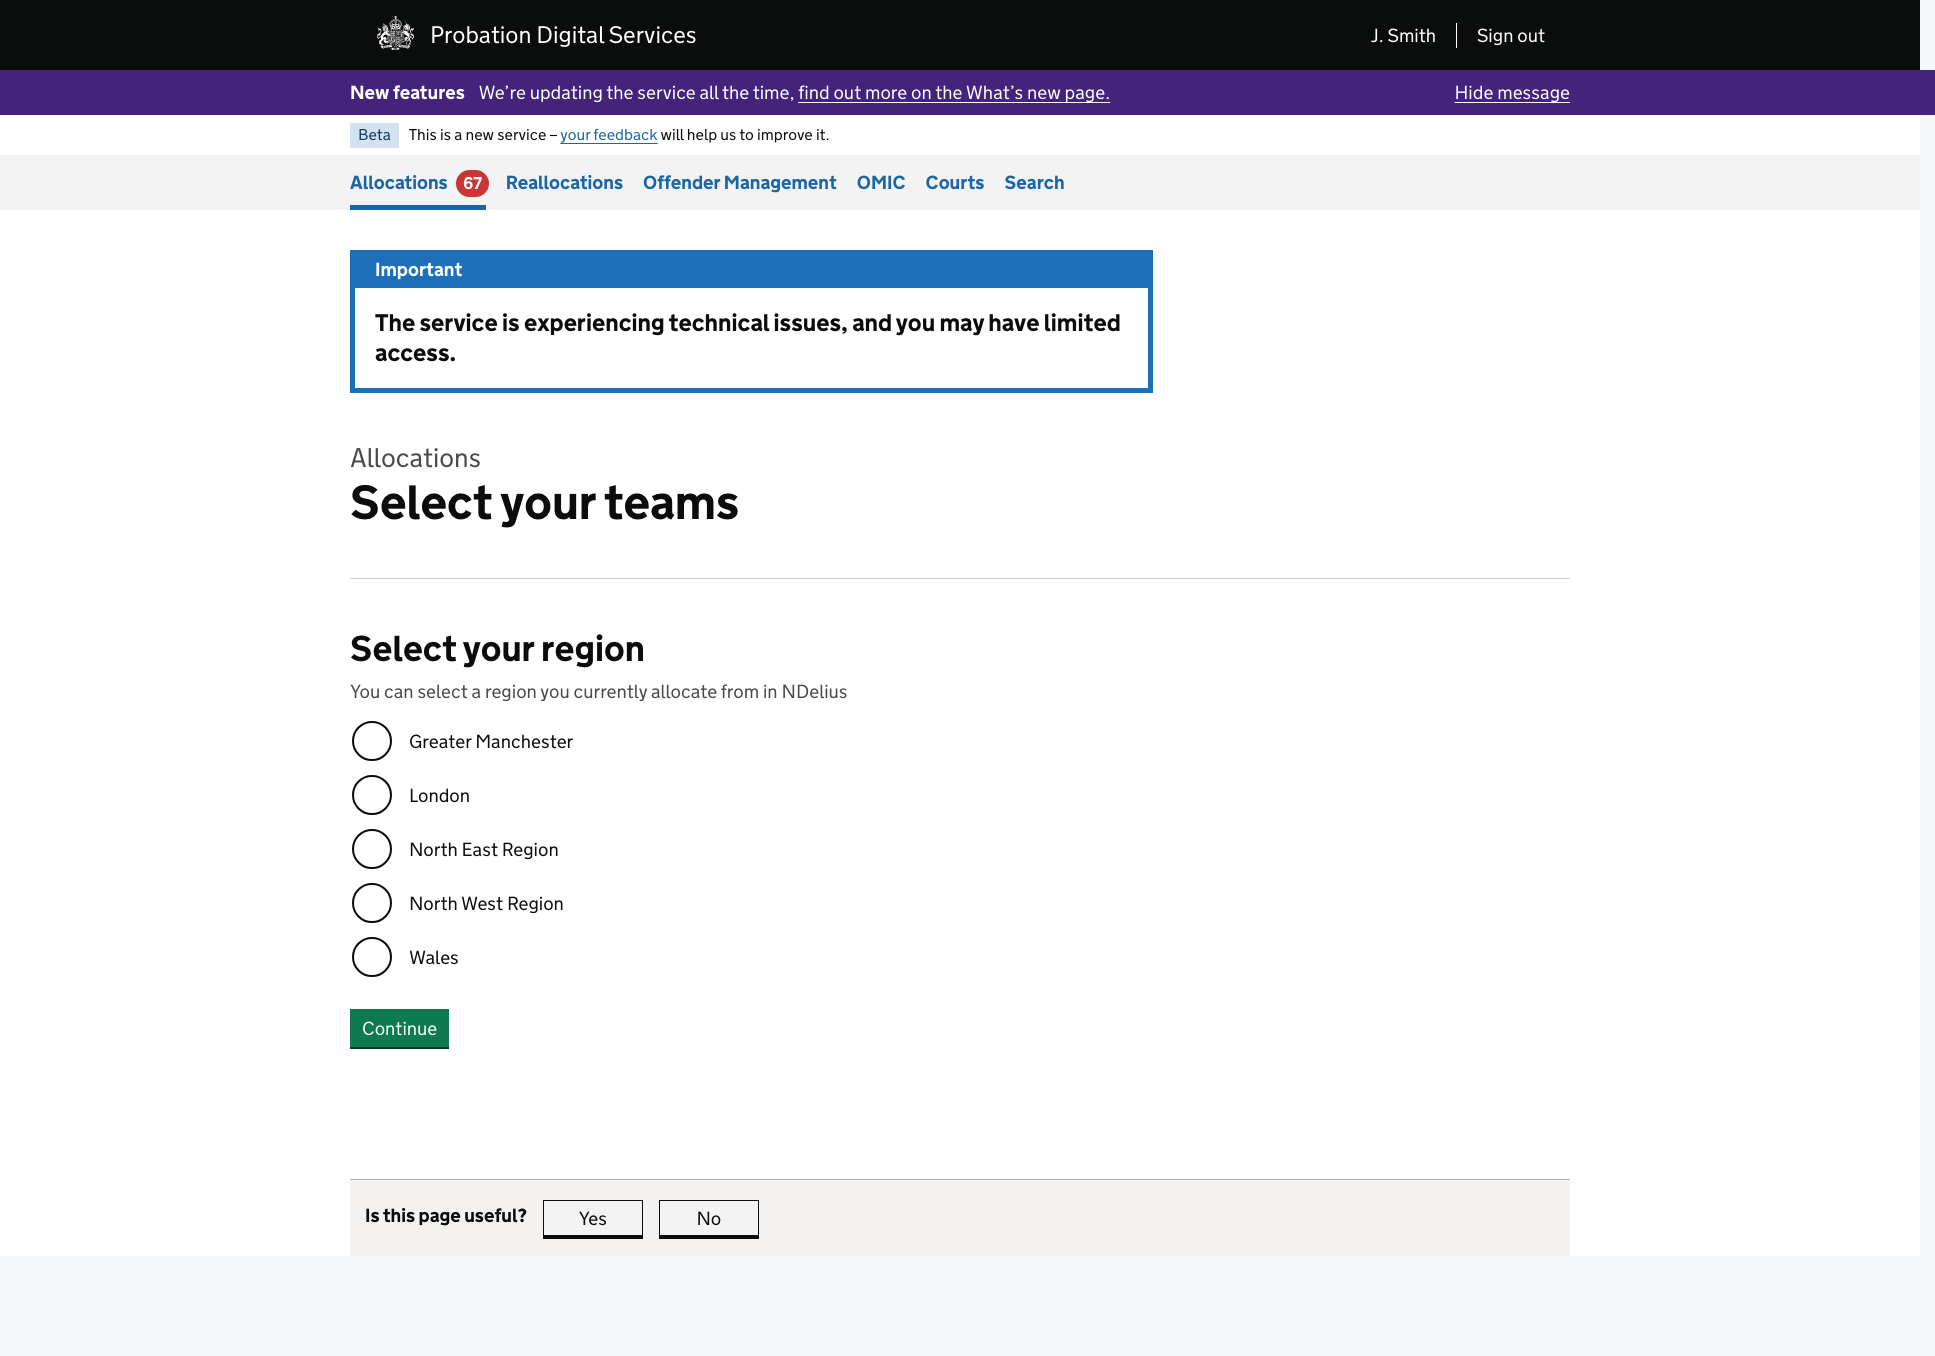 Probation Digital Services
J. Smith
Sign out
New features We’re updating the service all the time, find out more on the What’s new page.
Hide message
Beta This is a new service – your feedback will help us to improve it.
Allocations 67 Reallocations Offender Management OMIC Courts Search
Important
The service is experiencing technical issues, and you may have limited
access.
Allocations
Select your teams
Select your region
You can select a region you currently allocate from in NDelius
Greater Manchester
London
North East Region
North West Region
Wales
Continue
Is this page useful? Yes No